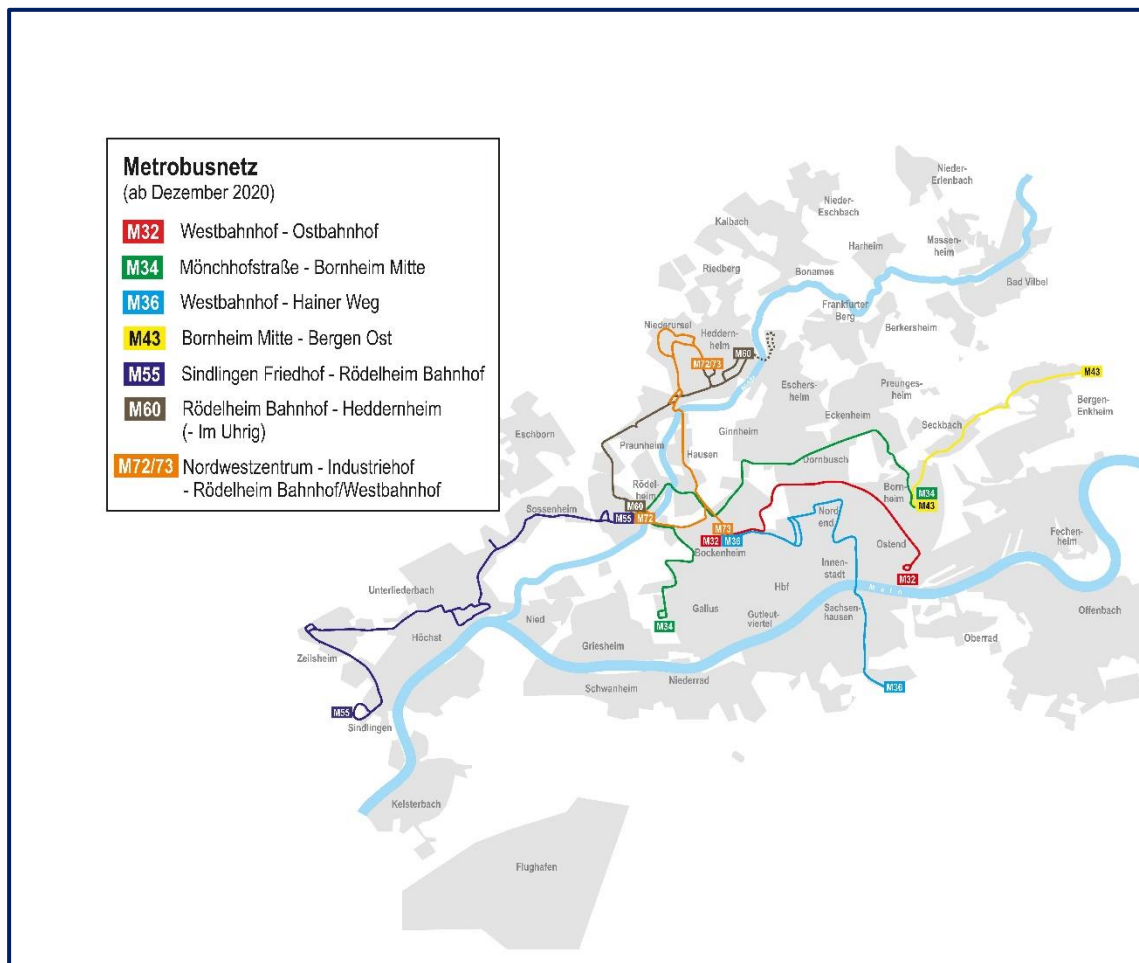 Metrobusnetz
(ab Dezember 2020)
M32 Westbahnhof - Ostbahnhof
M34 Mönchhofstraße - Bornheim Mitte
M36 Westbahnhof - Hainer Weg
M43 Bornheim Mitte - Bergen Ost
M55 Sindlingen Friedhof - Rödelheim Bahnhof
M60 Rödelheim Bahnhof - Heddernheim
(- Im Uhrig)
M72/73 Nordwestzentrum - Industriehof
- Rödelheim Bahnhof/Westbahnhof
Nieder-
Erlenbach
Nieder-
Eschbach
Kalbach
Massen-
heim
Harheim
Riedberg
Bonames
Bad Vilbel
Frankfurter
Berg
Berkersheim
Niederursel
Heddern-
heim
M60
M72/73
M43
Eschers-
heim
Preunges-
heim
Bergen-
Enkheim
Eckenheim
Seckbach
Ginnheim
Eschborn
Praunheim
Hausen
Dornbusch
Rödel-
heim
Born-
heim
M34
M43
Sossenheim
M60
M55
M72
M73
M32
M36
Bockenheim
Nord
end
Ostend
Fechen-
heim
Innen-
stadt
M32
Hbf
Main
Unterliederbach
Gallus
Gutleut-
viertel
Sachsen-
hausen
Offenbach
Nied
M34
Höchst
Oberrad
Griesheim
Zeilsheim
Niederrad
Schwanheim
M36
M55
Sindlingen
Kelsterbach
Flughafen